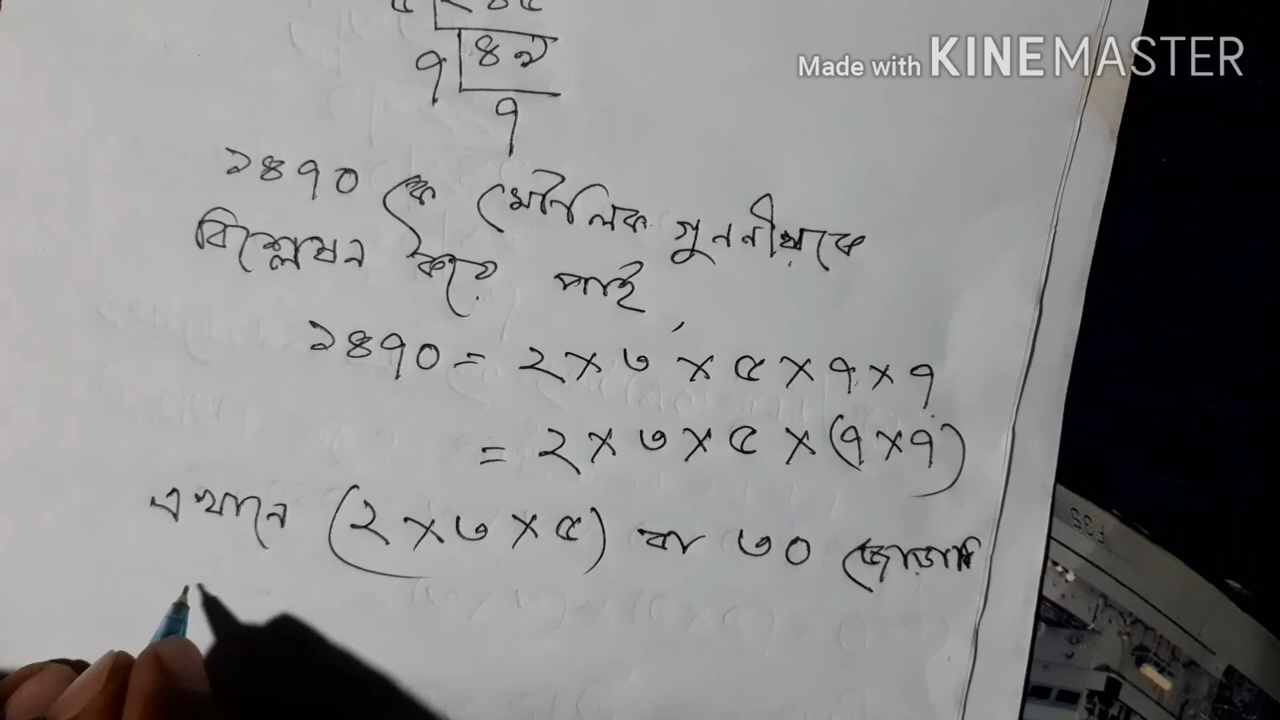 Made with KINEMASTER
৭ ৪৯
৭
১৪৭০ কে মৌলিক গুননীয়কে
বিশ্লেষন করে পাই,
১৪৭০ = ২ × ৩ × ৫ × ৭ × ৭
= ২ × ৩ × ৫ × (৭ × ৭)
এখানে (২ × ৩ × ৫) বা ৩০ জোড়া
F35